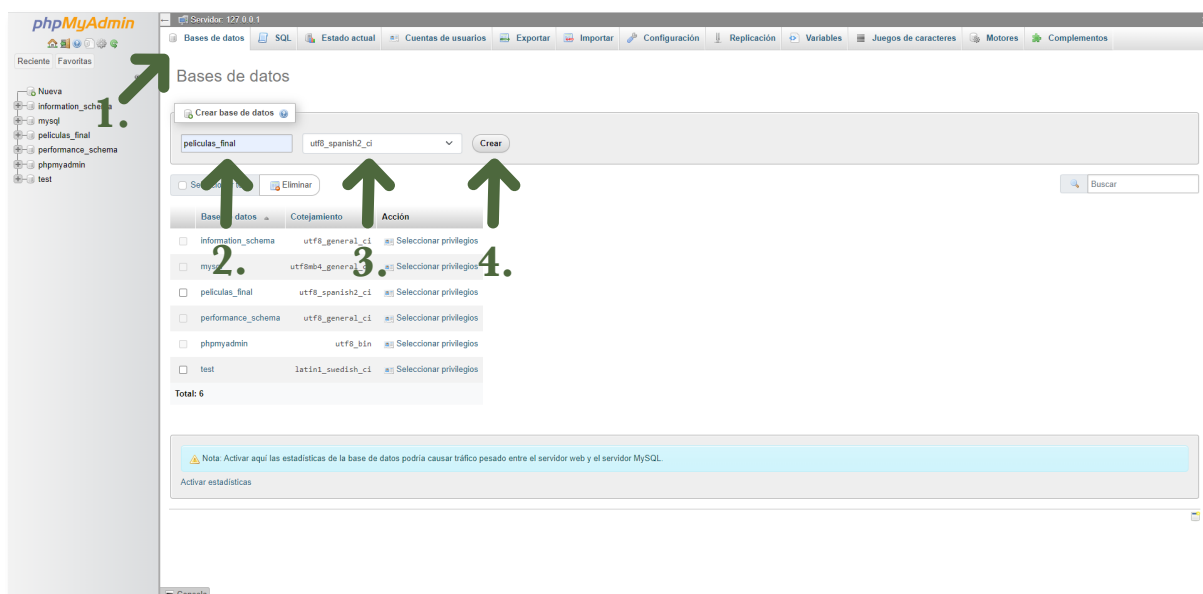 phpMyAdmin
Reciente Favoritas
Nueva
information_schema
mysql
peliculas_final
performance_schema
phpmyadmin
test
Servidor: 127.0.0.1
Bases de datos SQL Estado actual Cuentas de usuarios Exportar Importar Configuración Replicación Variables Juegos de caracteres Motores Complementos
Bases de datos
1.
Crear base de datos
peliculas_final utf8_spanish2_ci Crear
Eliminar Buscar
Base de datos Cotejamiento Acción
information_schema utf8_general_ci Seleccionar privilegios
2. 3. 4.
mysql utf8mb4_general_ci Seleccionar privilegios
peliculas_final utf8_spanish2_ci Seleccionar privilegios
performance_schema utf8_general_ci Seleccionar privilegios
phpmyadmin utf8_bin Seleccionar privilegios
test latin1_swedish_ci Seleccionar privilegios
Total: 6
Nota: Activar aquí las estadísticas de la base de datos podría causar tráfico pesado entre el servidor web y el servidor MySQL.
Activar estadísticas
Consola